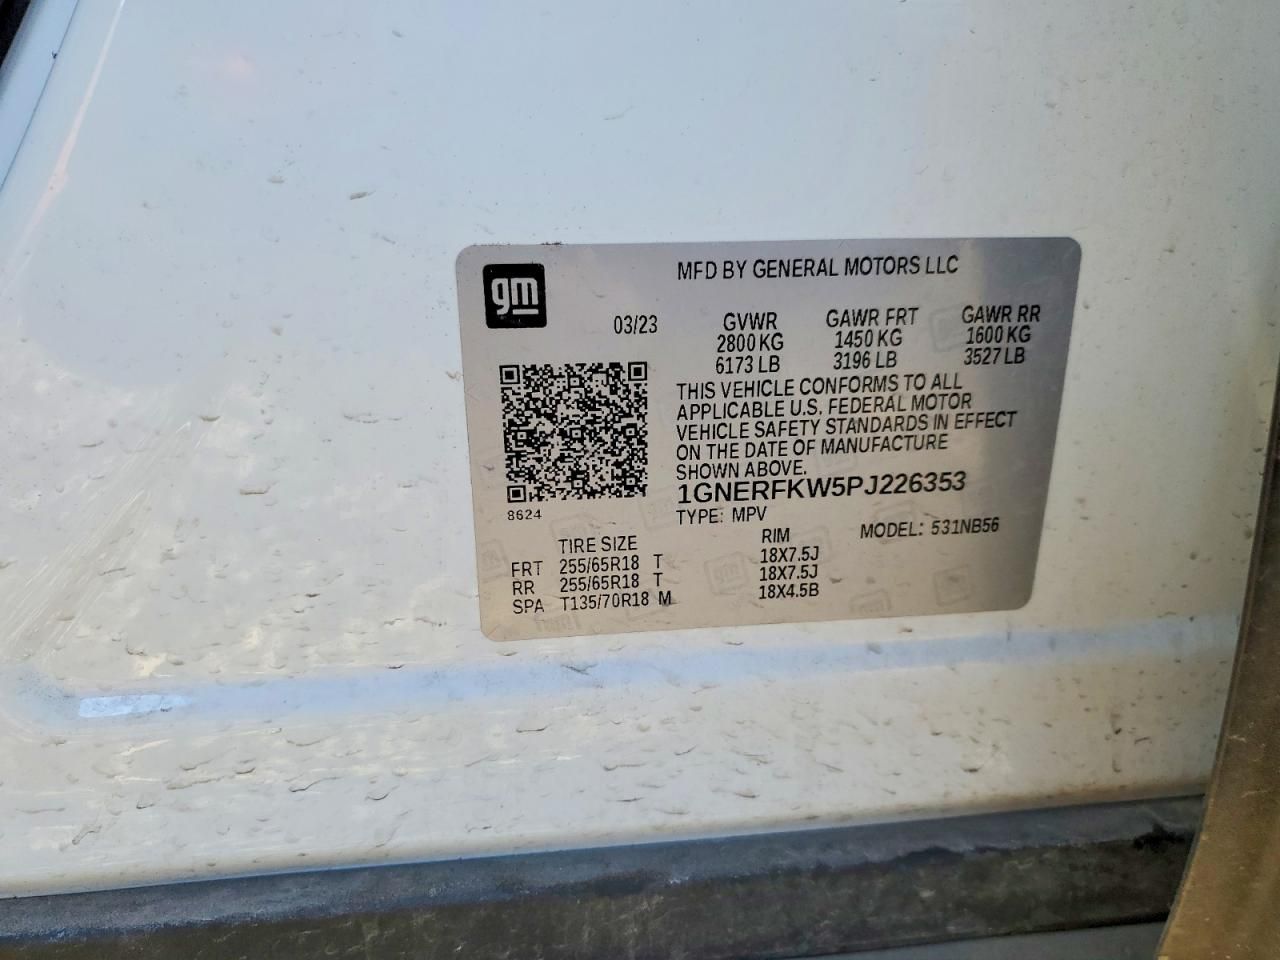 gm
MFD BY GENERAL MOTORS LLC
03/23 GVWR GAWR FRT GAWR RR
2800 KG 1450 KG 1600 KG
6173 LB 3196 LB 3527 LB
THIS VEHICLE CONFORMS TO ALL
APPLICABLE U.S. FEDERAL MOTOR
VEHICLE SAFETY STANDARDS IN EFFECT
ON THE DATE OF MANUFACTURE
SHOWN ABOVE.
1GNERFKW5PJ226353
8624
TYPE: MPV MODEL: 531NB56
TIRE SIZE RIM
FRT 255/65R18 T 18X7.5J
RR 255/65R18 T 18X7.5J
SPA T135/70R18 M 18X4.5B